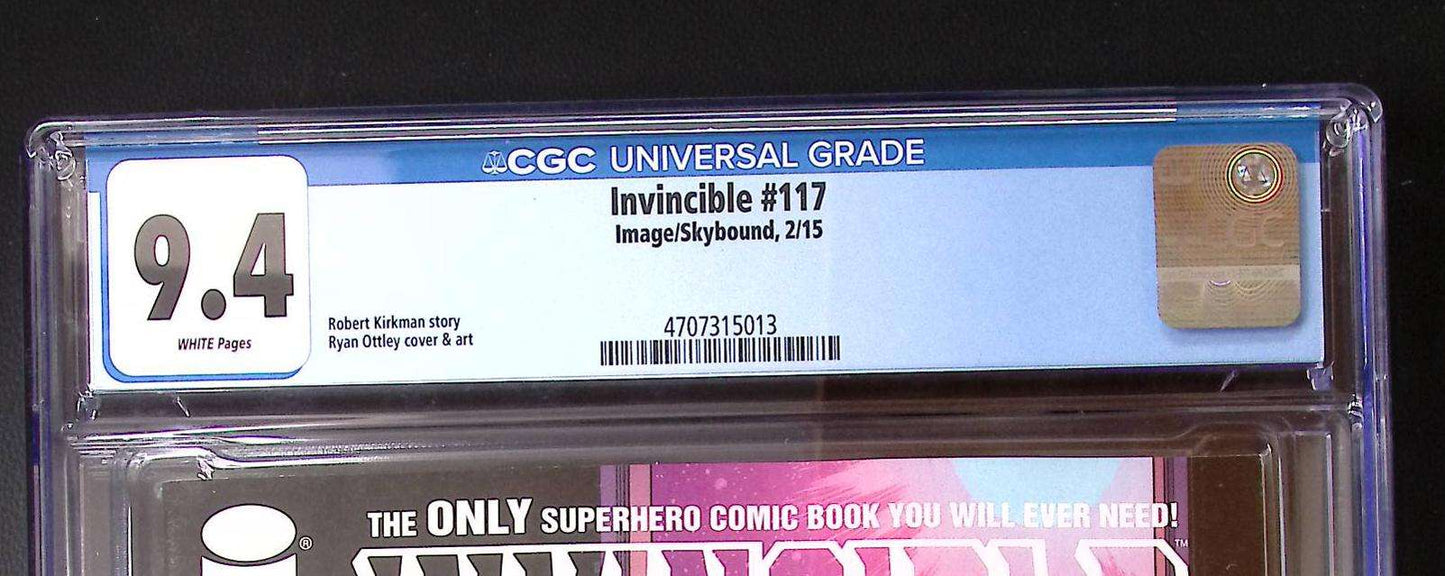 CGC UNIVERSAL GRADE
9.4
WHITE Pages
Invincible #117
Image/Skybound, 2/15
Robert Kirkman story
Ryan Ottley cover & art
4707315013
THE ONLY SUPERHERO COMIC BOOK YOU WILL EVER NEED!
i®
TM